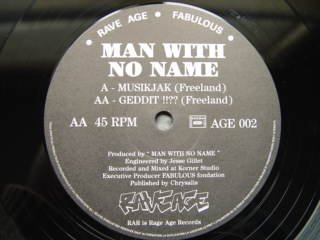 • RAVE AGE • FABULOUS •
MAN WITH
NO NAME
A - MUSIKJAK (Freeland)
AA - GEDDIT !!?? (Freeland)
AA 45 RPM
AGE 002
Produced by " MAN WITH NO NAME "
Engineered by Jesse Gillet
Recorded and Mixed at Korner Studio
Executive Producer FABULOUS fondation
Published by Chrysalis
RAVEAGE
RAR is Rage Age Records